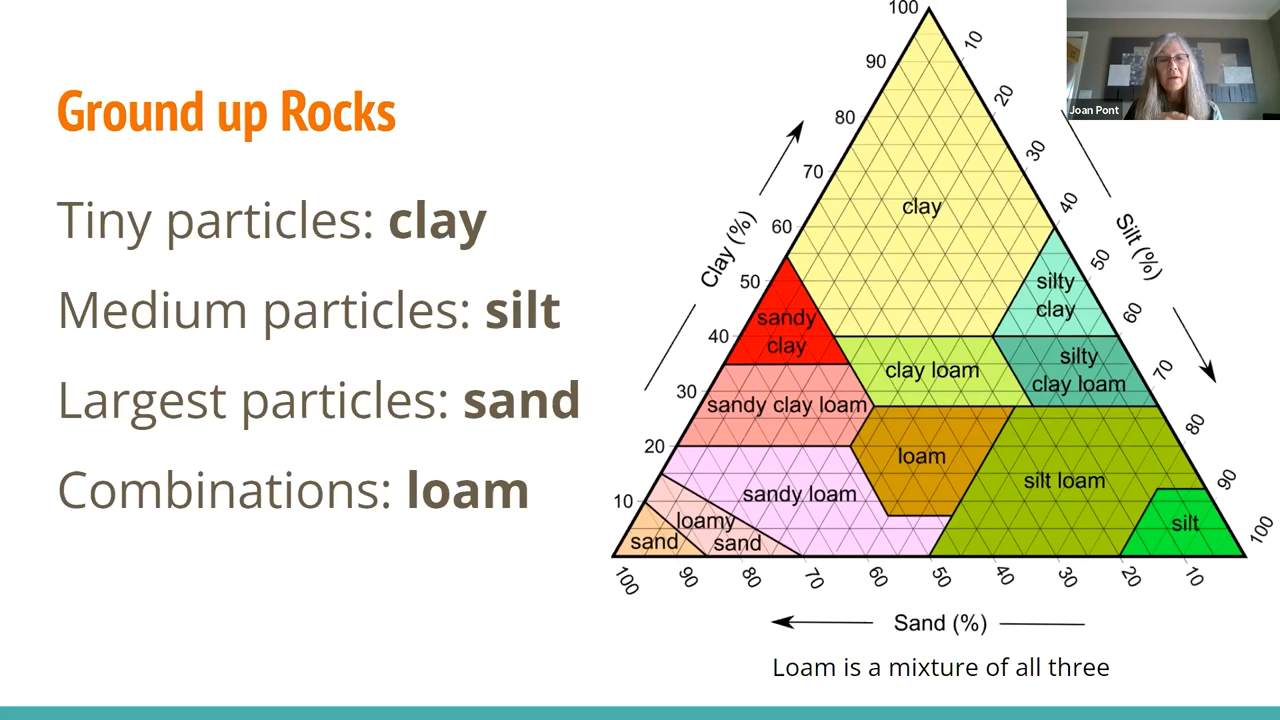 Ground up Rocks
Tiny particles: clay
Medium particles: silt
Largest particles: sand
Combinations: loam
100
90
80
70
60
50
40
30
20
10
Clay (%)
10
20
30
40
50
60
70
80
90
100
Silt (%)
clay
silty
clay
sandy
clay
clay loam
silty
clay loam
sandy clay loam
loam
silt loam
sandy loam
loamy
sand
sand
silt
100
90
80
70
60
50
40
30
20
10
Sand (%)
Loam is a mixture of all three
Joan Pont